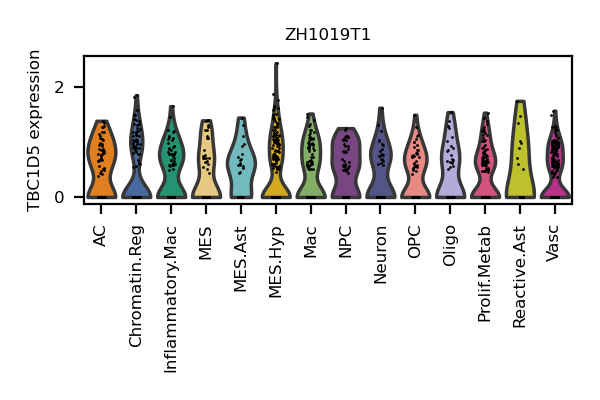 ZH1019T1
TBC1D5 expression
2
0
AC
Chromatin.Reg
Inflammatory.Mac
MES
MES.Ast
MES.Hyp
Mac
NPC
Neuron
OPC
Oligo
Prolif.Metab
Reactive.Ast
Vasc